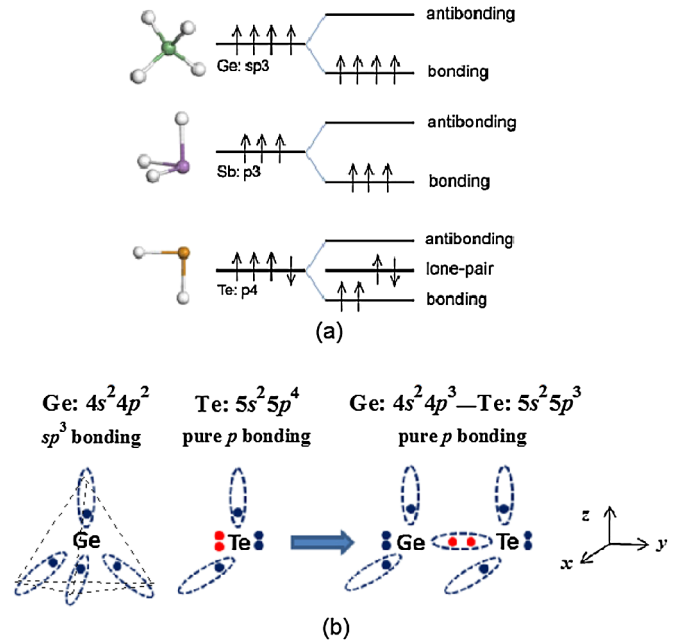 antibonding
Ge: sp3
bonding
antibonding
Sb: p3
bonding
antibonding
lone-pair
Te: p4
bonding
(a)
Ge: 4s²4p² Te: 5s²5p⁴ Ge: 4s²4p³—Te: 5s²5p³
sp³ bonding pure p bonding pure p bonding
Ge Te Ge Te
z
y
x
(b)